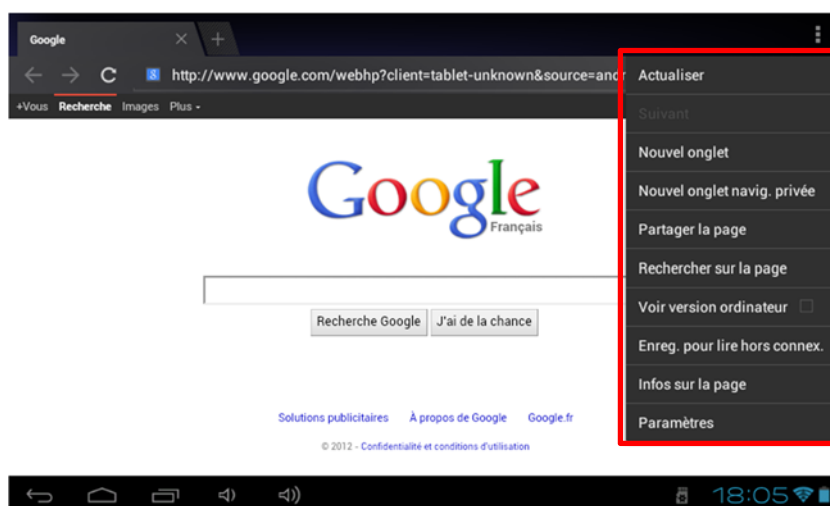 Google
http://www.google.com/webhp?client=tablet-unknown&source=andr
+Vous Recherche Images Plus
Google
Français
Recherche Google J'ai de la chance
Solutions publicitaires À propos de Google Google.fr
© 2012 - Confidentialité et conditions d'utilisation
Actualiser
Suivant
Nouvel onglet
Nouvel onglet navig. privée
Partager la page
Rechercher sur la page
Voir version ordinateur
Enreg. pour lire hors connex.
Infos sur la page
Paramètres
18:05